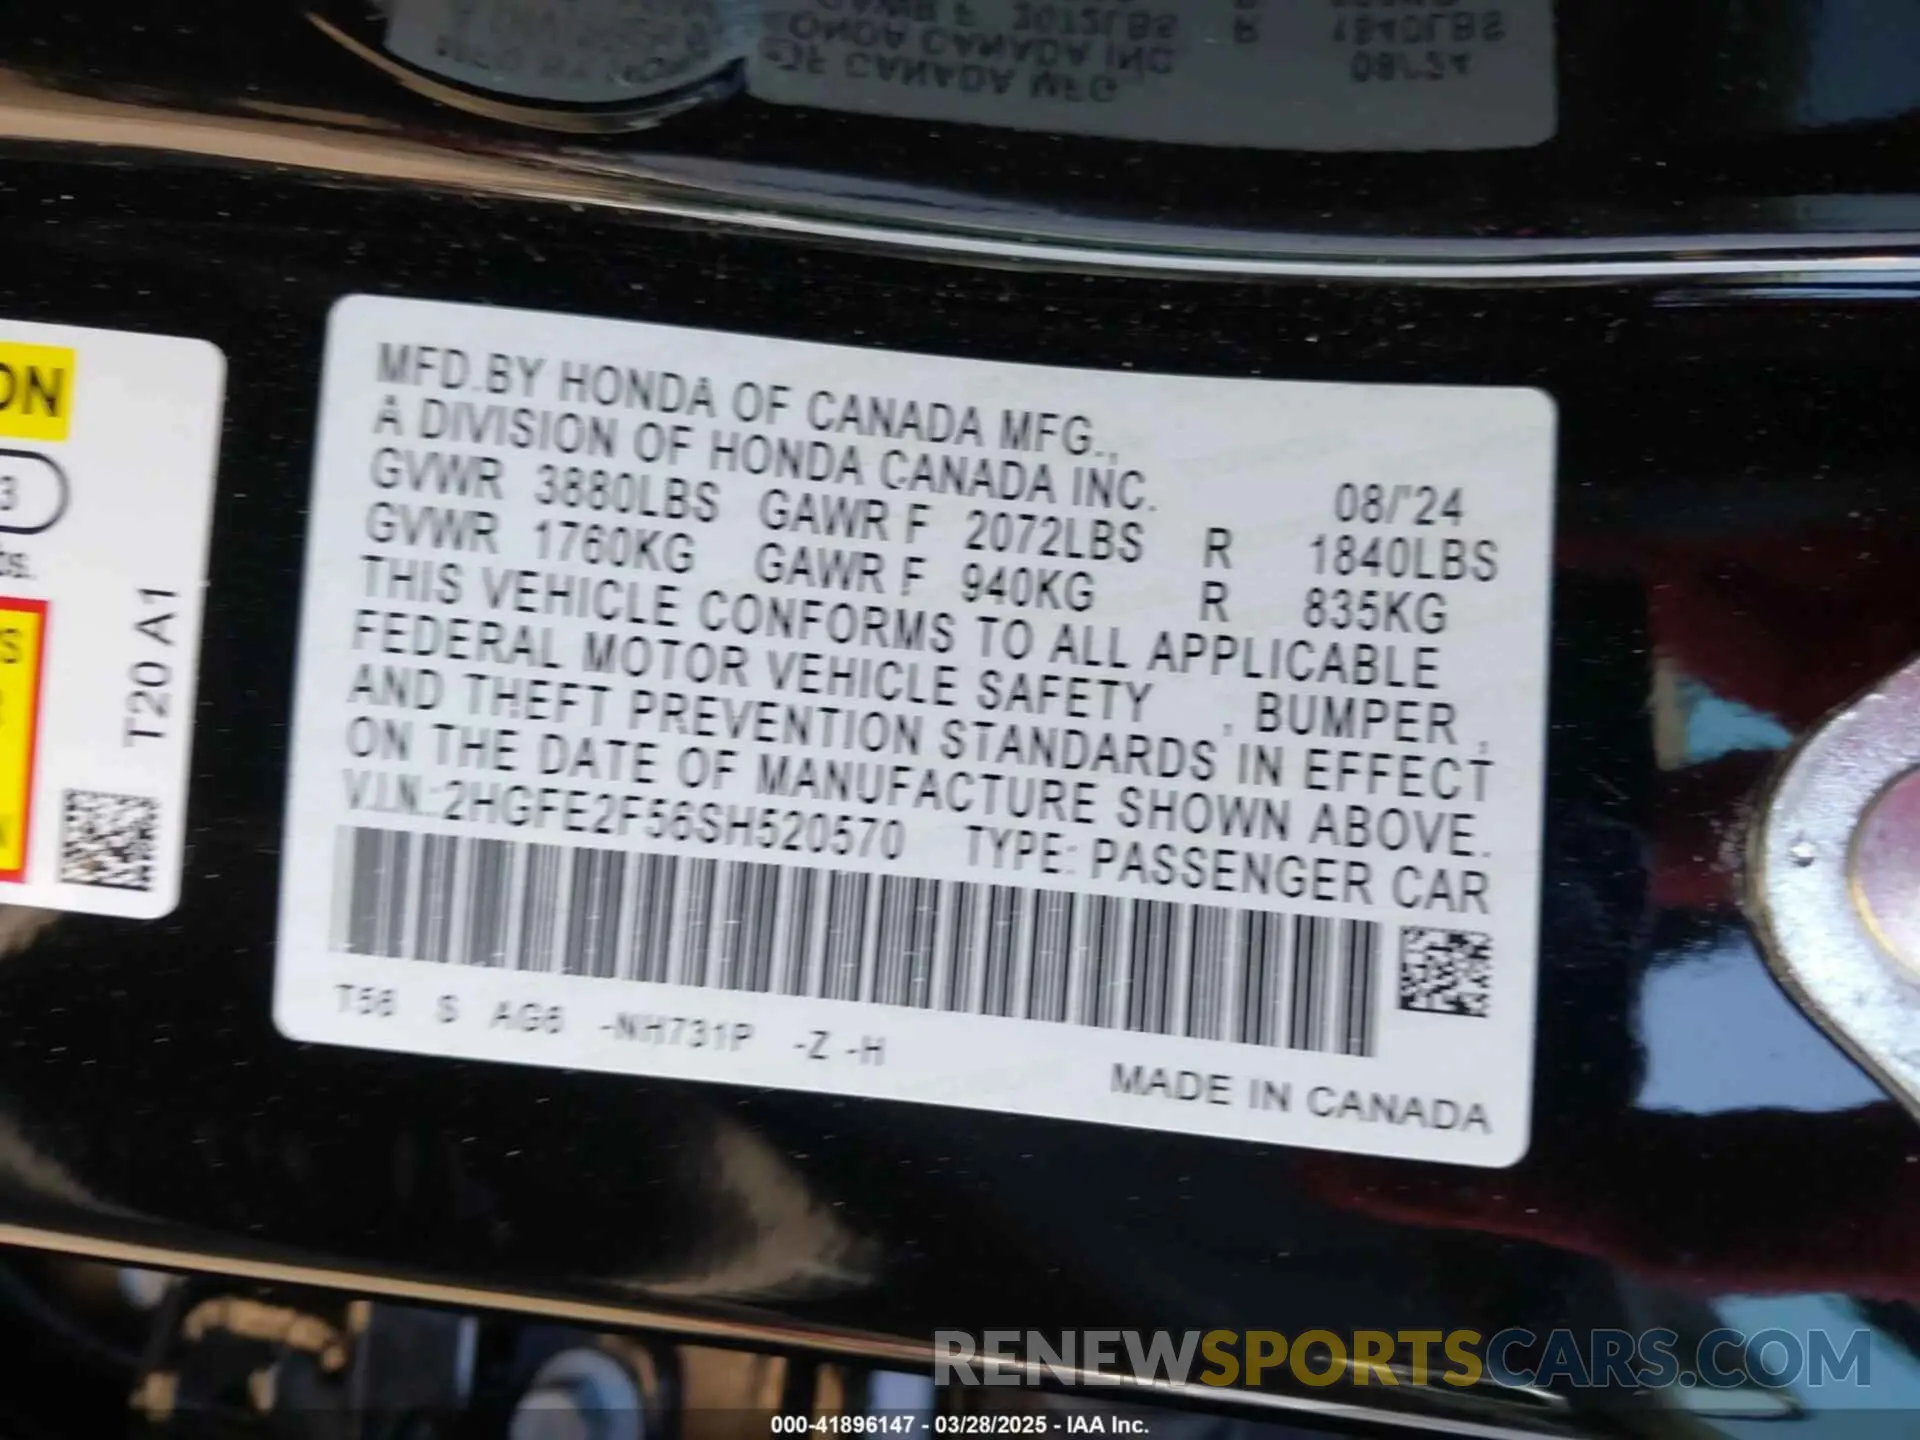 MFD.BY HONDA OF CANADA MFG.,
A DIVISION OF HONDA CANADA INC. 08/'24
GVWR 3880LBS GAWR F 2072LBS R 1840LBS
GVWR 1760KG GAWR F 940KG R 835KG
THIS VEHICLE CONFORMS TO ALL APPLICABLE
FEDERAL MOTOR VEHICLE SAFETY , BUMPER ,
AND THEFT PREVENTION STANDARDS IN EFFECT
ON THE DATE OF MANUFACTURE SHOWN ABOVE.
V.I.N.:2HGFE2F56SH520570 TYPE: PASSENGER CAR
T56 S AG6 -NH731P -Z -H
MADE IN CANADA
T20 A1
RENEWSPORTSCARS.COM
000-41896147 - 03/28/2025 - IAA Inc.